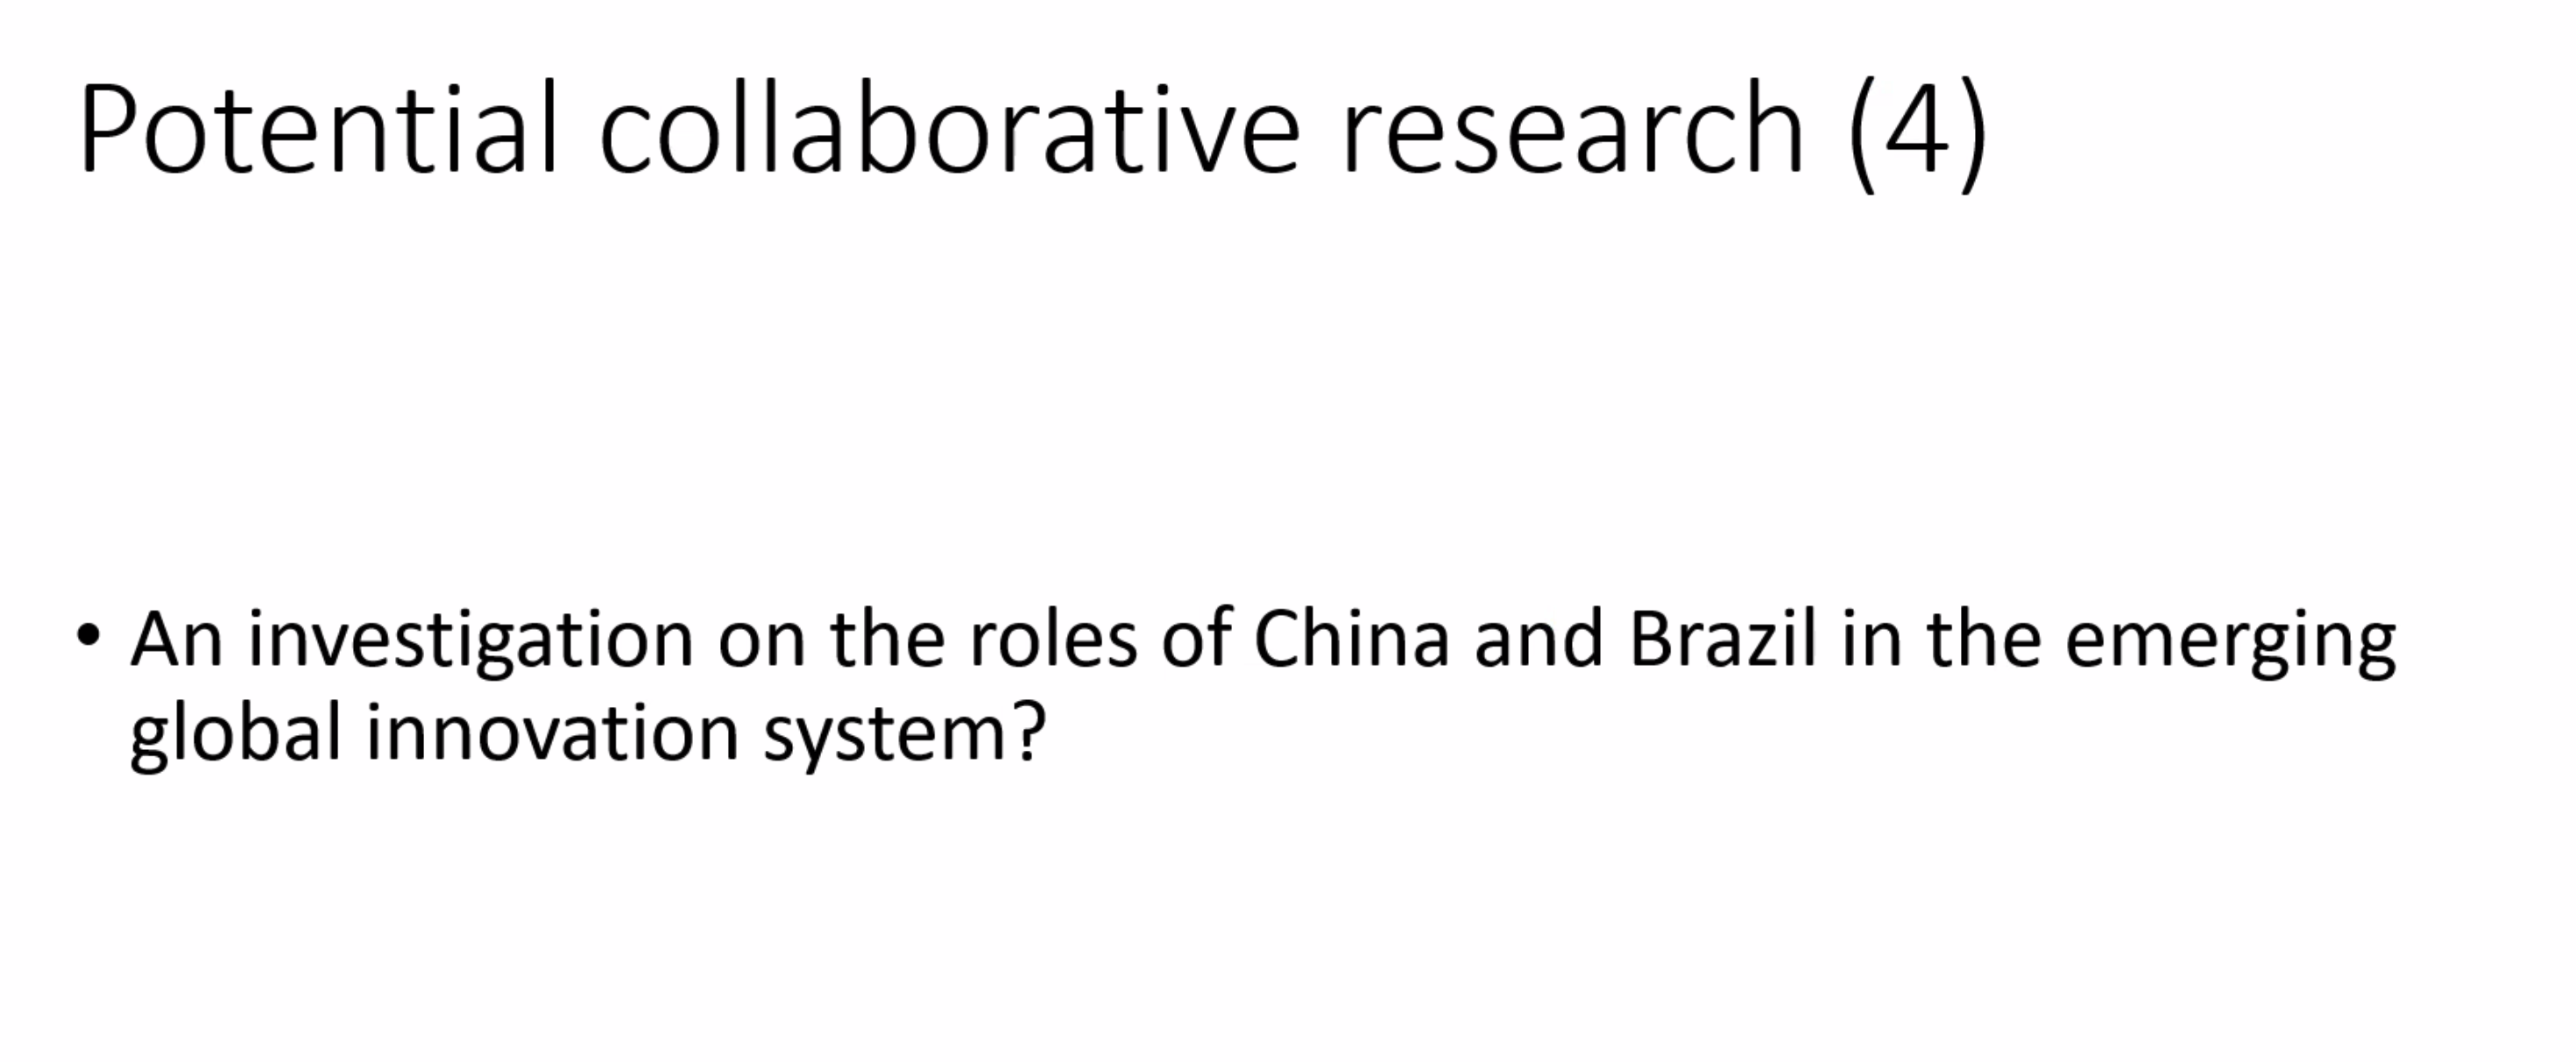 Potential collaborative research (4)
• An investigation on the roles of China and Brazil in the emerging
global innovation system?